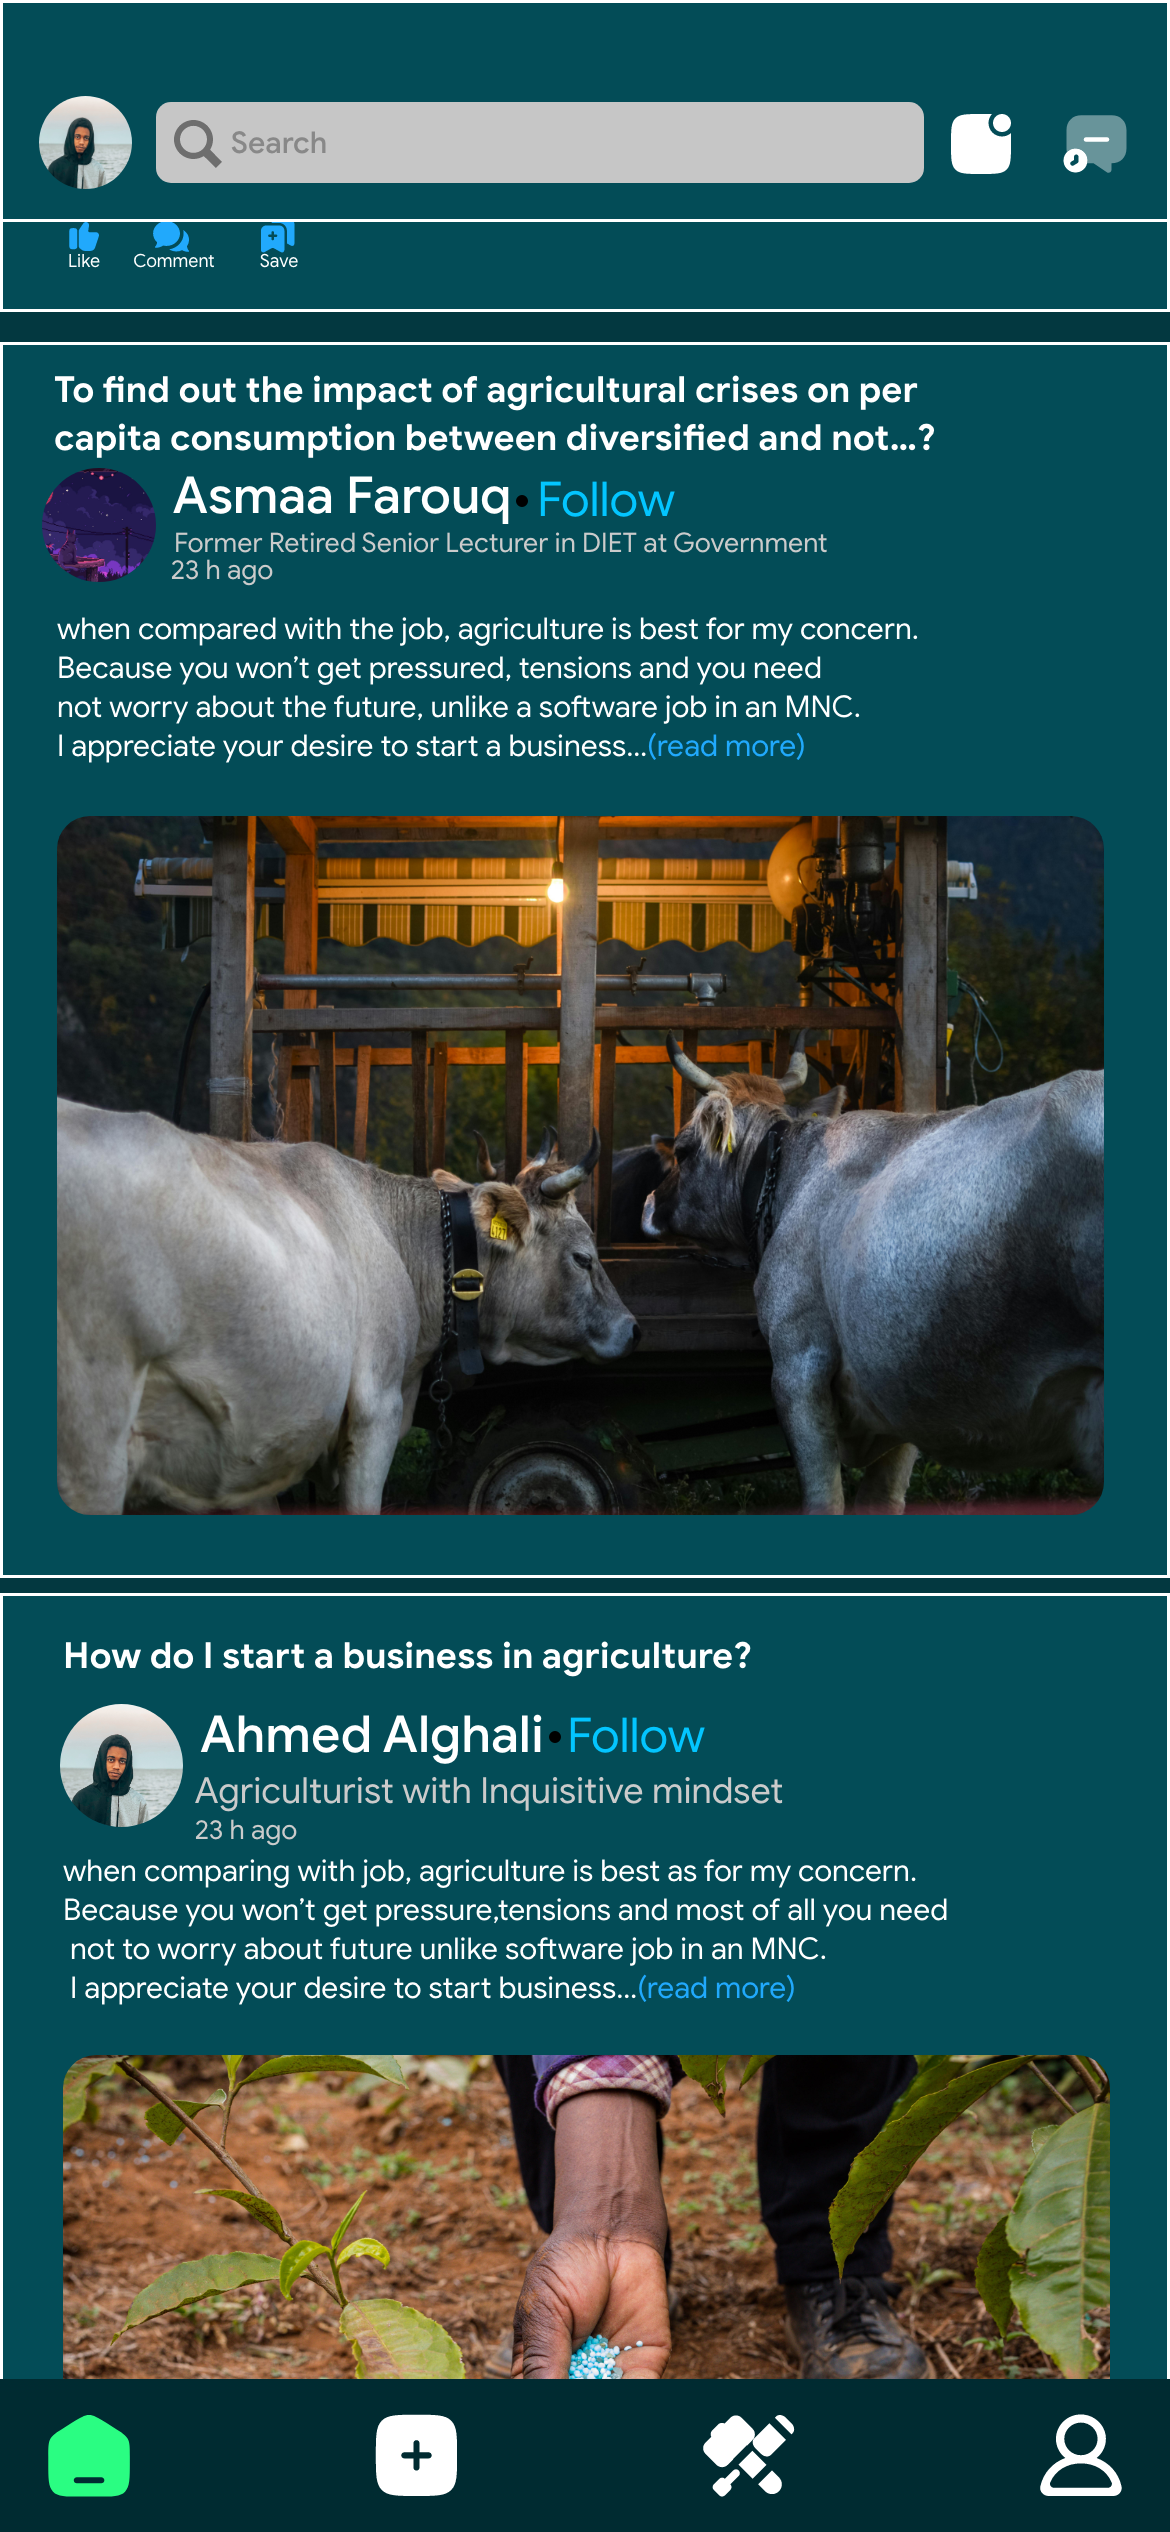 Search
Like Comment Save
To find out the impact of agricultural crises on per
capita consumption between diversified and not...?
Asmaa Farouq • Follow
Former Retired Senior Lecturer in DIET at Government
23 h ago
when compared with the job, agriculture is best for my concern.
Because you won’t get pressured, tensions and you need
not worry about the future, unlike a software job in an MNC.
I appreciate your desire to start a business...(read more)
How do I start a business in agriculture?
Ahmed Alghali • Follow
Agriculturist with Inquisitive mindset
23 h ago
when comparing with job, agriculture is best as for my concern.
Because you won’t get pressure,tensions and most of all you need
not to worry about future unlike software job in an MNC.
I appreciate your desire to start business...(read more)